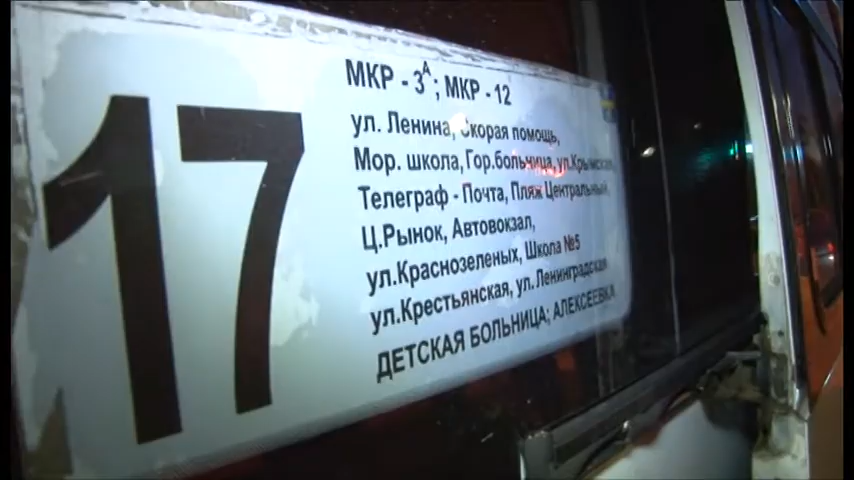 17
МКР - 3А; МКР - 12
ул.Ленина, Скорая помощь,
Мор. школа, Гор.больница, ул.Крымская,
Телеграф - Почта, Пляж Центральный,
Ц.Рынок, Автовокзал,
ул.Краснозеленых, Школа №5
ул.Крестьянская, ул.Ленинградская
ДЕТСКАЯ БОЛЬНИЦА; АЛЕКСЕЕВКА